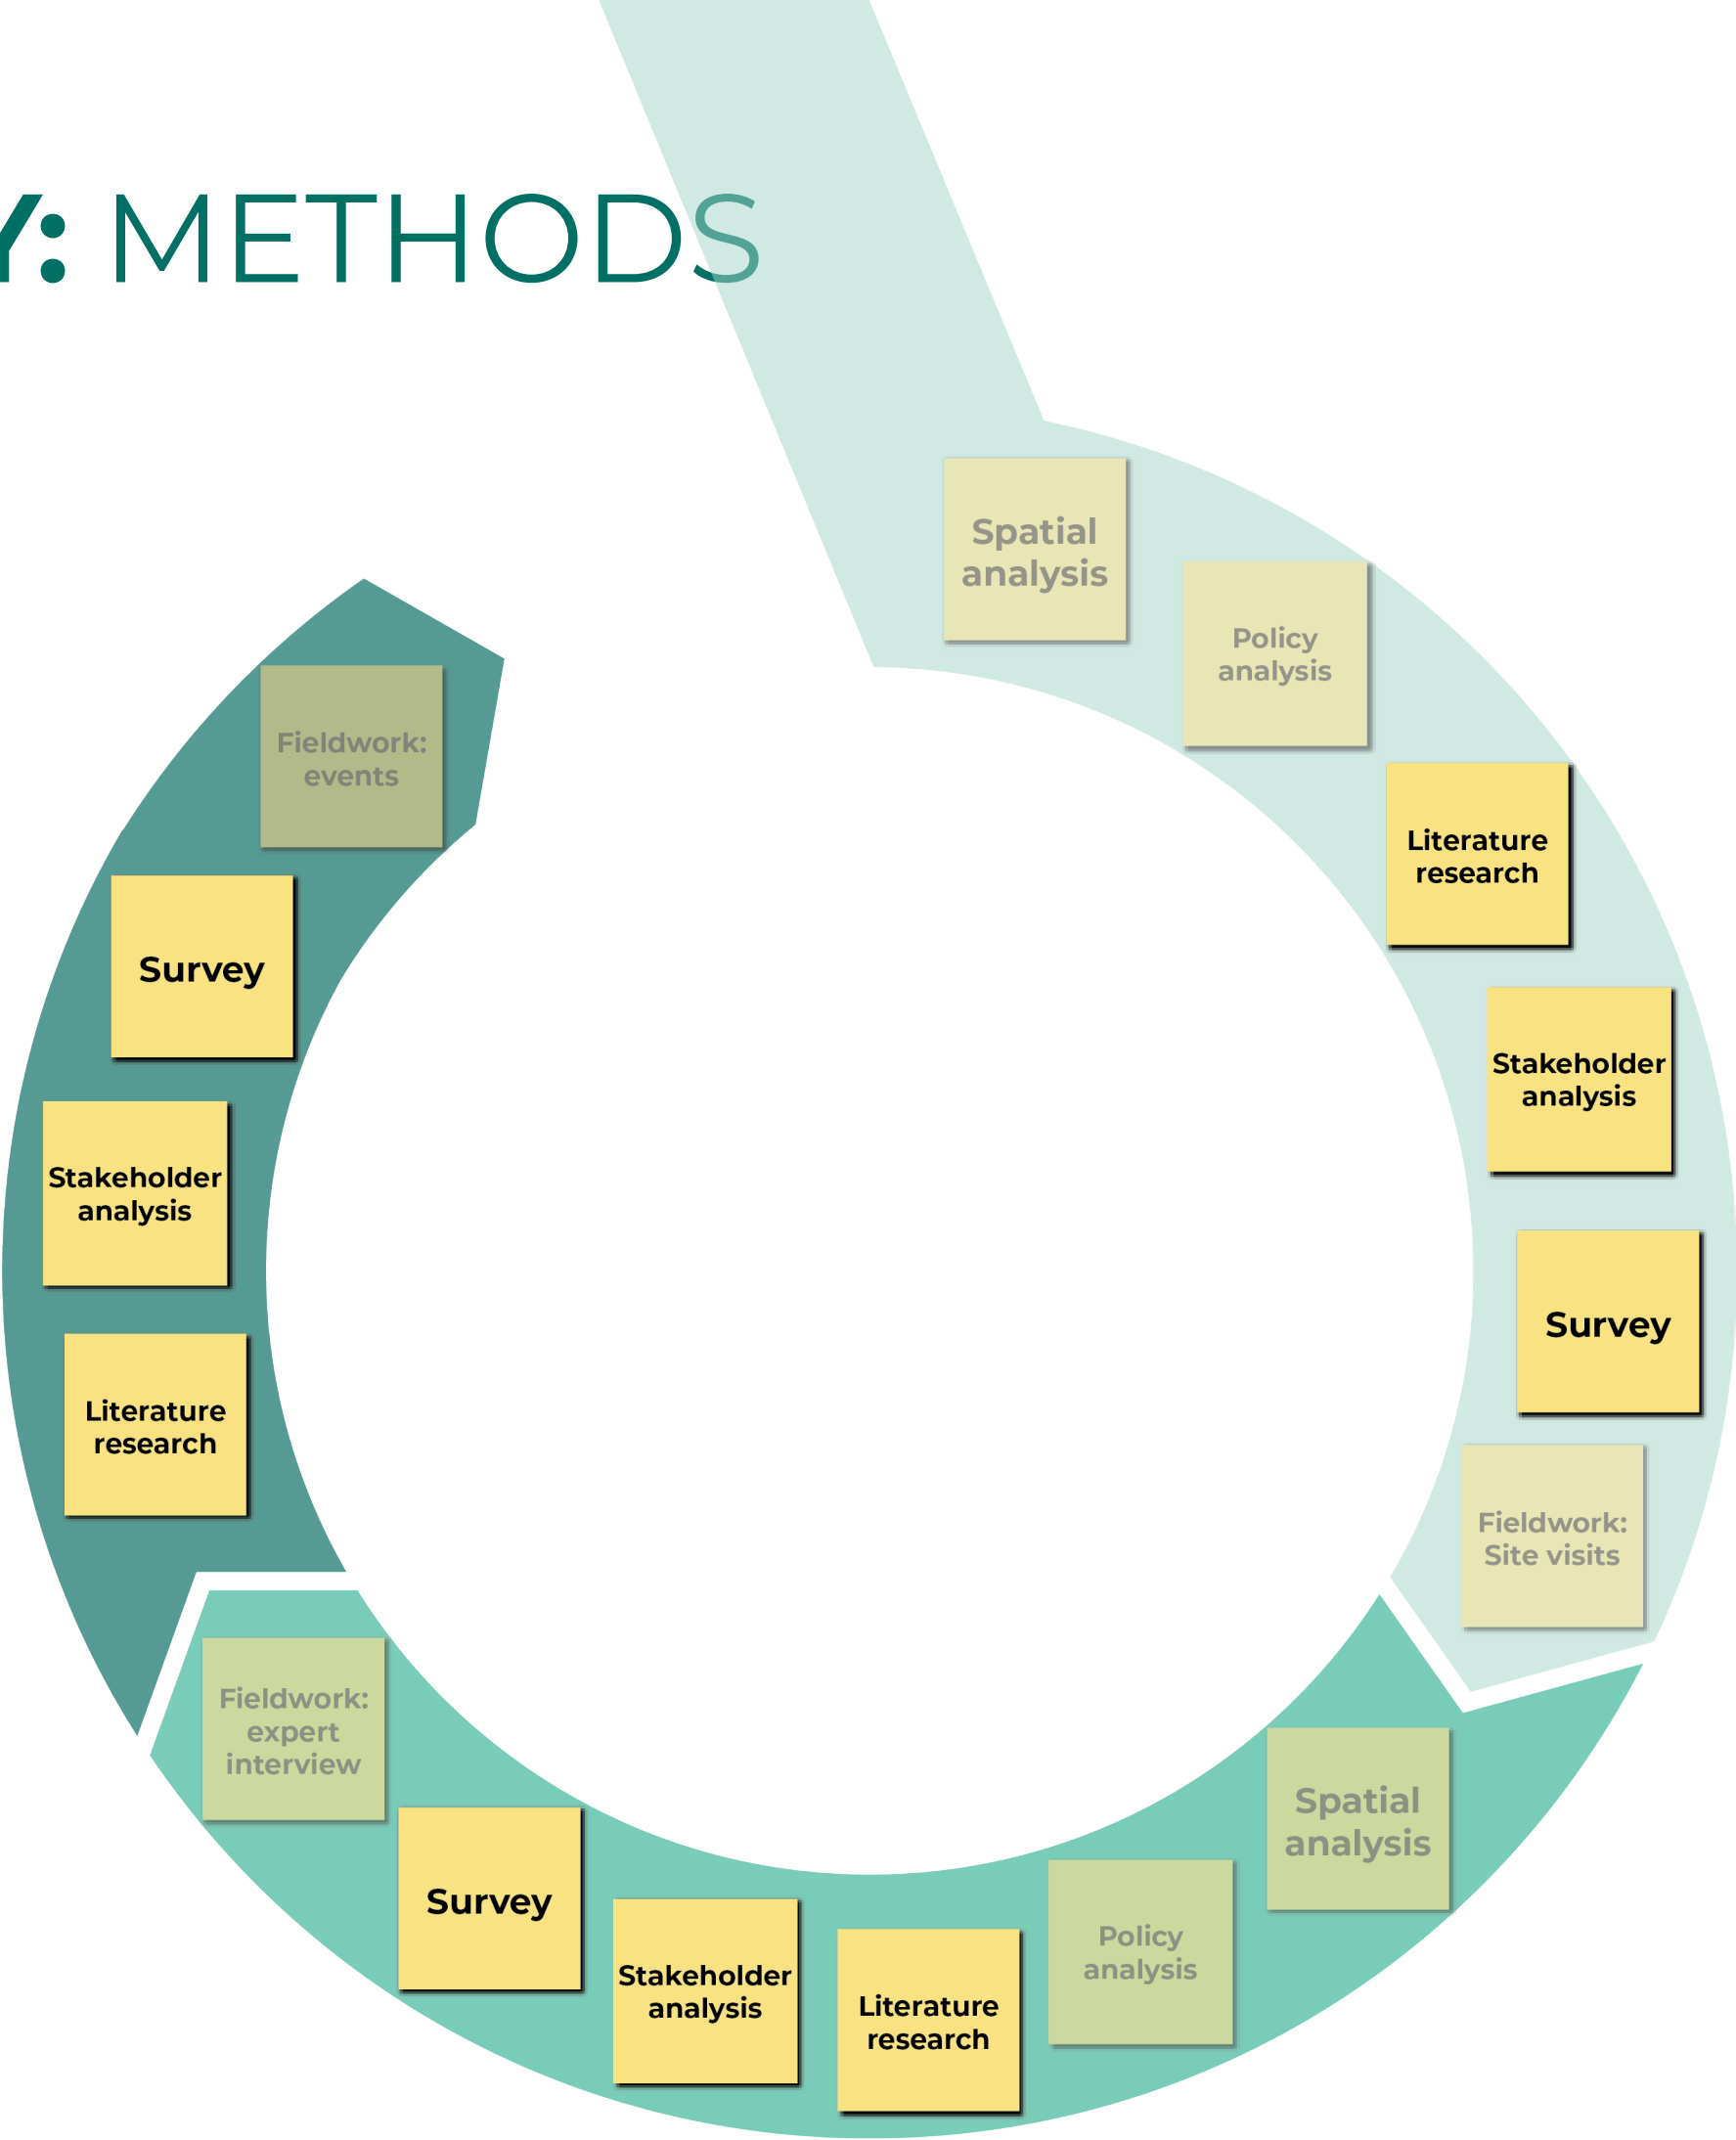 Y: METHODS
Spatial
analysis
Policy
analysis
Literature
research
Stakeholder
analysis
Survey
Fieldwork:
Site visits
Spatial
analysis
Policy
analysis
Literature
research
Stakeholder
analysis
Survey
Fieldwork:
expert
interview
Literature
research
Stakeholder
analysis
Survey
Fieldwork:
events